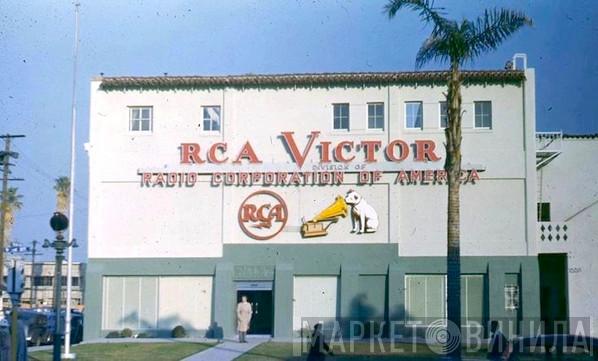 RCA VICTOR
DIVISION OF
RADIO CORPORATION OF AMERICA
RCA
МАРКЕТ ВИНИЛА